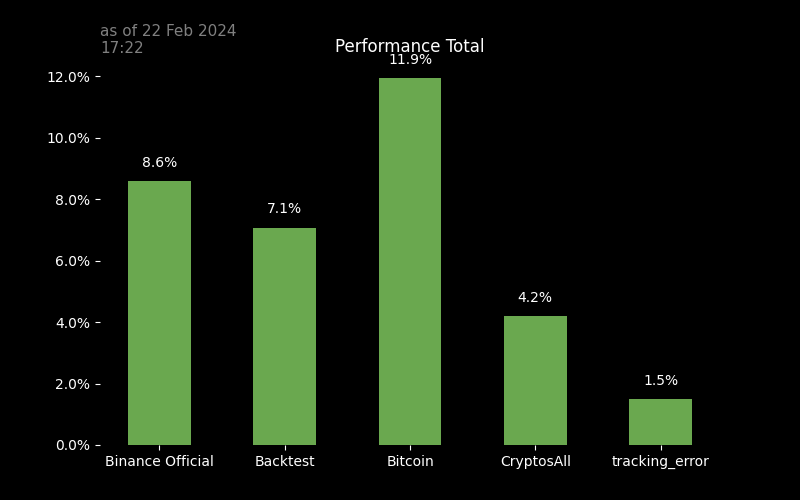 as of 22 Feb 2024
17:22
Performance Total
12.0%
10.0%
8.0%
6.0%
4.0%
2.0%
0.0%
8.6%
7.1%
11.9%
4.2%
1.5%
Binance Official
Backtest
Bitcoin
CryptosAll
tracking_error